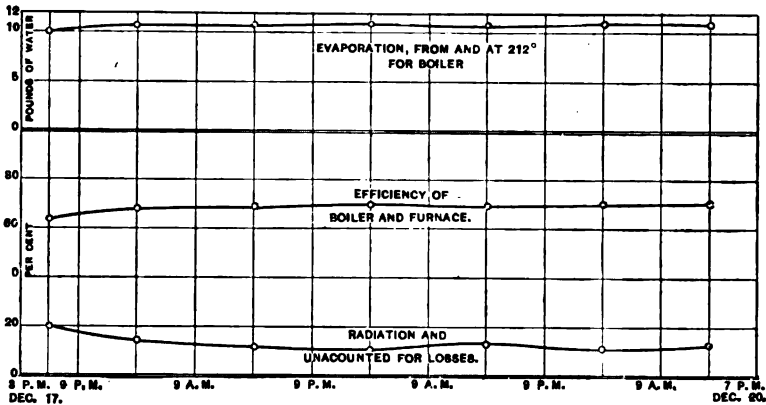 12
10
5
0
POUNDS OF WATER
EVAPORATION, FROM AND AT 212°
FOR BOILER
80
60
0
PER CENT
EFFICIENCY OF
BOILER AND FURNACE.
20
0
RADIATION AND
UNACOUNTED FOR LOSSES.
3 P.M. 9 P.M. 9 A.M. 9 P.M. 9 A.M. 9 P.M. 9 A.M. 7 P.M.
DEC. 17. DEC. 20.